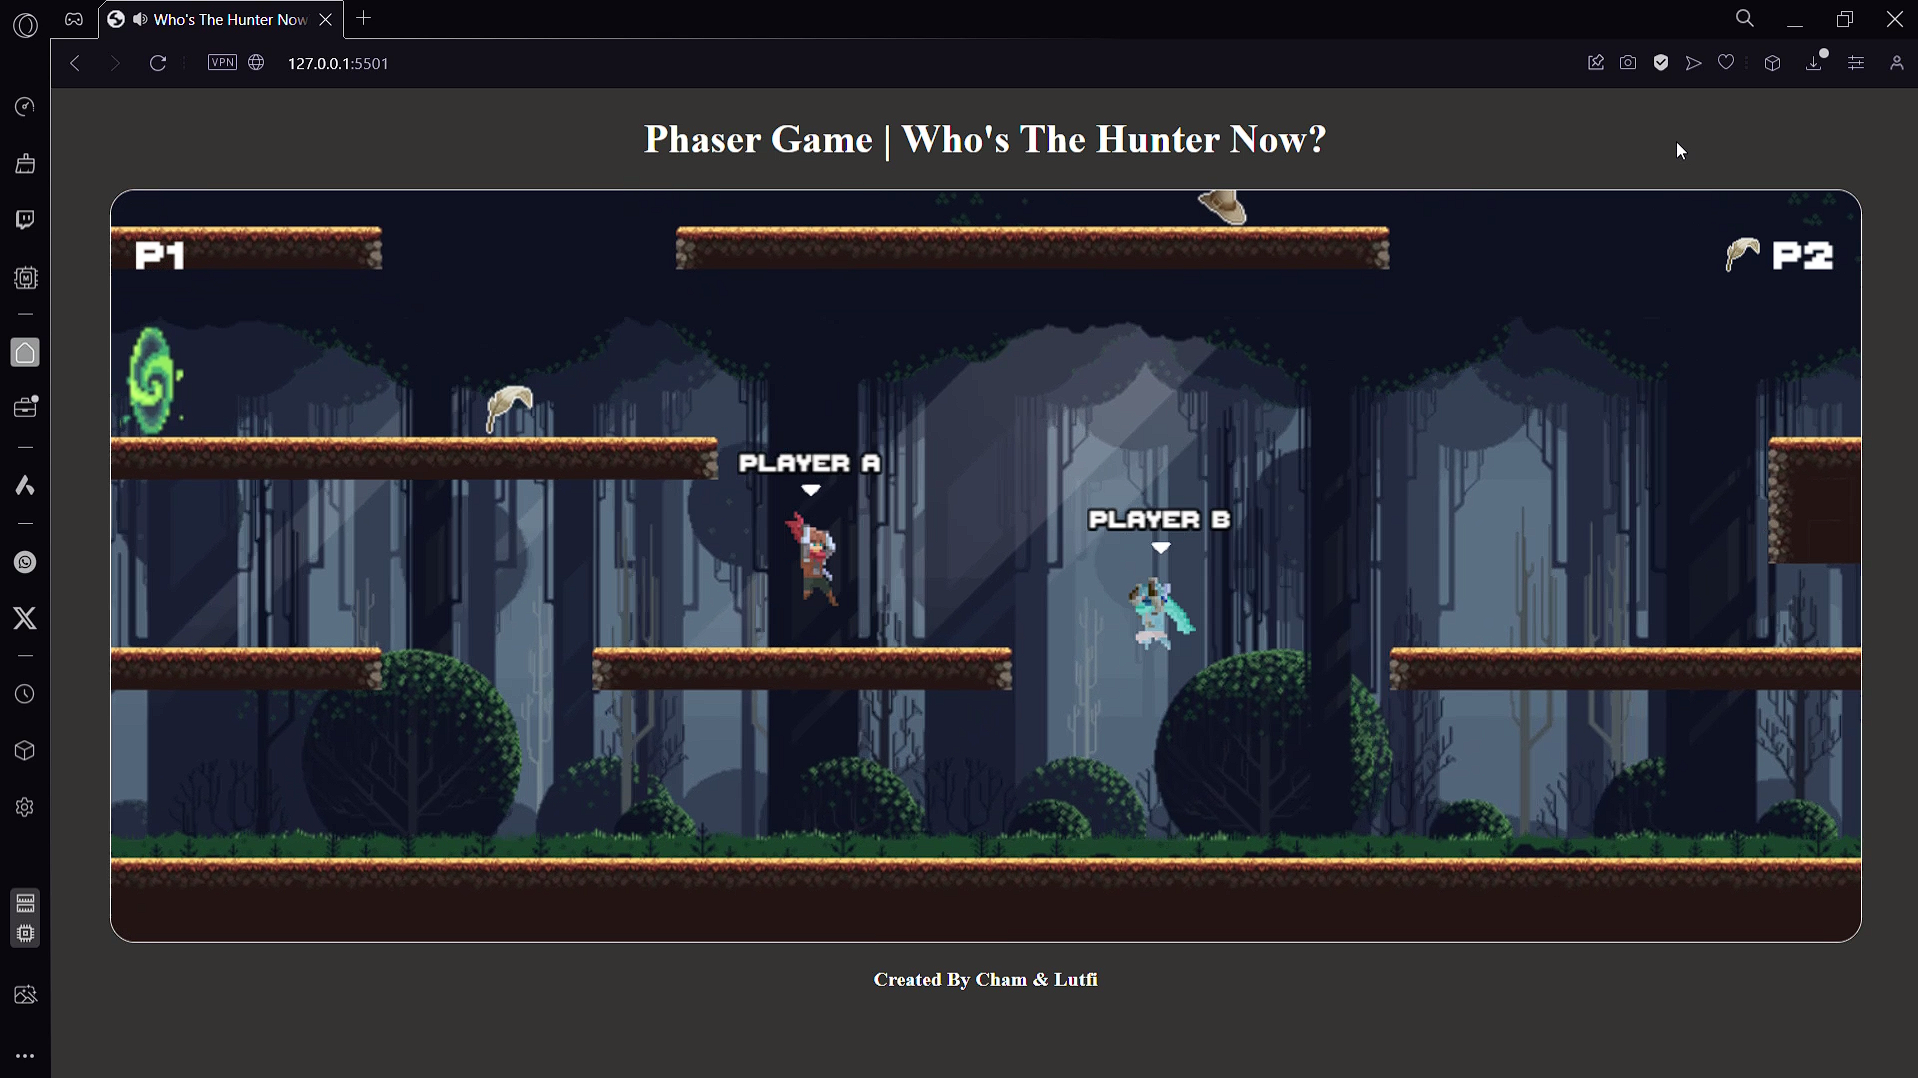 Who's The Hunter Now
VPN
127.0.0.1:5501
Phaser Game | Who's The Hunter Now?
P1
P2
PLAYER A
PLAYER B
Created By Cham & Lutfi